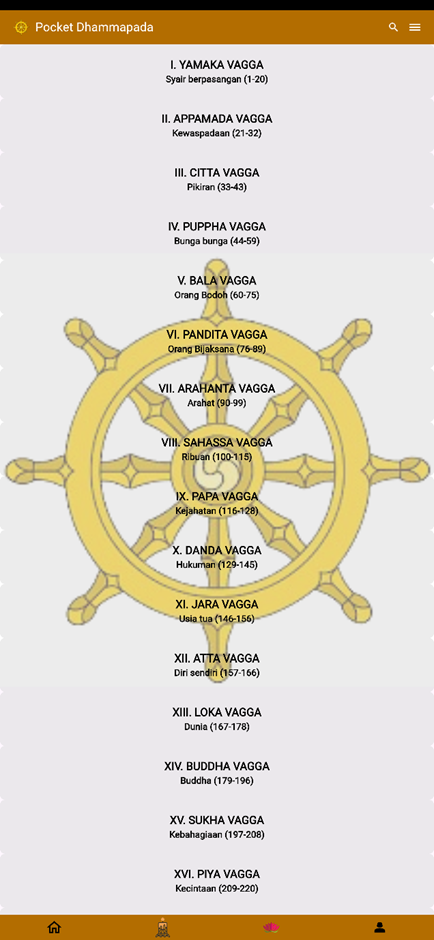 Pocket Dhammapada
I. YAMAKA VAGGA
Syair berpasangan (1-20)
II. APPAMADA VAGGA
Kewaspadaan (21-32)
III. CITTA VAGGA
Pikiran (33-43)
IV. PUPPHA VAGGA
Bunga bunga (44-59)
V. BALA VAGGA
Orang Bodoh (60-75)
VI. PANDITA VAGGA
Orang Bijaksana (76-89)
VII. ARAHANTA VAGGA
Arahat (90-99)
VIII. SAHASSA VAGGA
Ribuan (100-115)
IX. PAPA VAGGA
Kejahatan (116-128)
X. DANDA VAGGA
Hukuman (129-145)
XI. JARA VAGGA
Usia tua (146-156)
XII. ATTA VAGGA
Diri sendiri (157-166)
XIII. LOKA VAGGA
Dunia (167-178)
XIV. BUDDHA VAGGA
Buddha (179-196)
XV. SUKHA VAGGA
Kebahagiaan (197-208)
XVI. PIYA VAGGA
Kecintaan (209-220)